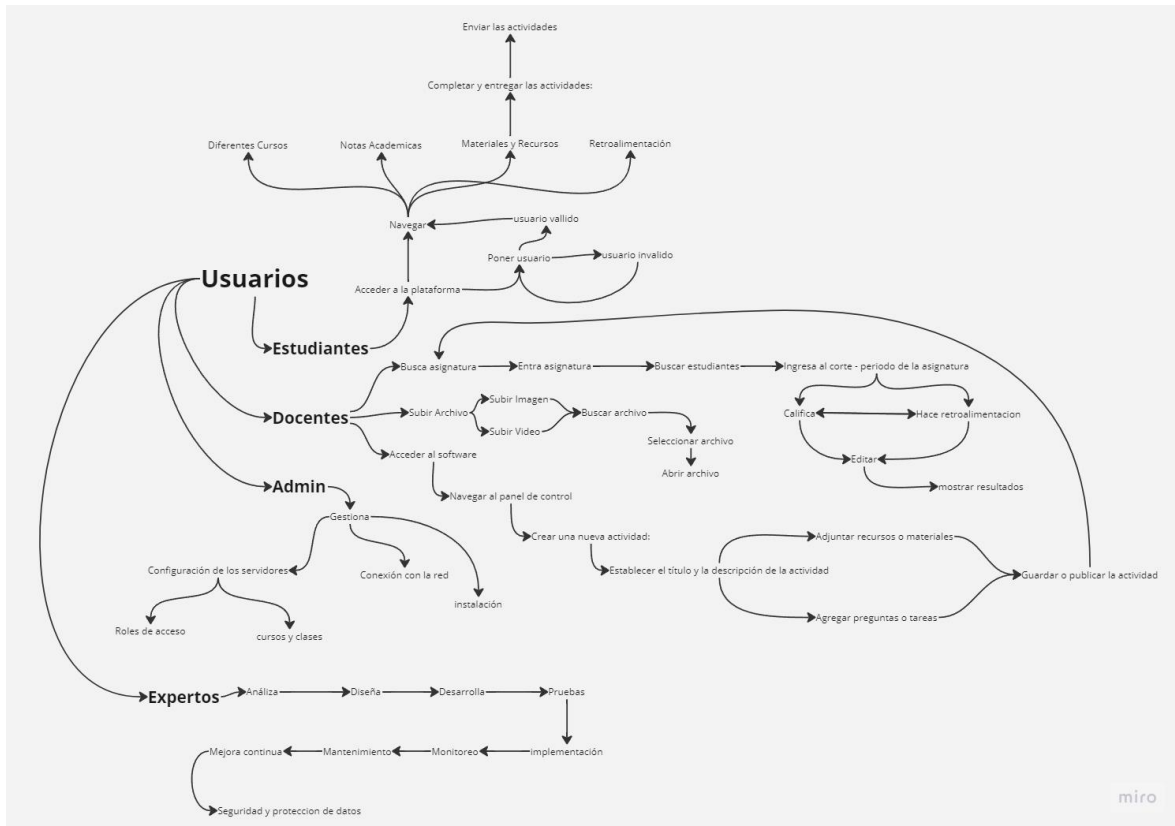 Enviar las actividades
Completar y entregar las actividades:
Diferentes Cursos
Notas Academicas
Materiales y Recursos
Retroalimentación
Navegar
usuario vallido
Poner usuario
usuario invalido
Usuarios
Acceder a la plataforma
Estudiantes
Busca asignatura
Entra asignatura
Buscar estudiantes
Ingresa al corte - periodo de la asignatura
Docentes
Subir Archivo
Subir Imagen
Subir Video
Buscar archivo
Califica
Hace retroalimentacion
Seleccionar archivo
Abrir archivo
Editar
mostrar resultados
Acceder al software
Navegar al panel de control
Crear una nueva actividad:
Establecer el título y la descripción de la actividad
Adjuntar recursos o materiales
Agregar preguntas o tareas
Guardar o publicar la actividad
Admin
Gestiona
Configuración de los servidores
Conexión con la red
instalación
Roles de acceso
cursos y clases
Expertos
Análiza
Diseña
Desarrolla
Pruebas
implementación
Monitoreo
Mantenimiento
Mejora continua
Seguridad y proteccion de datos
miro